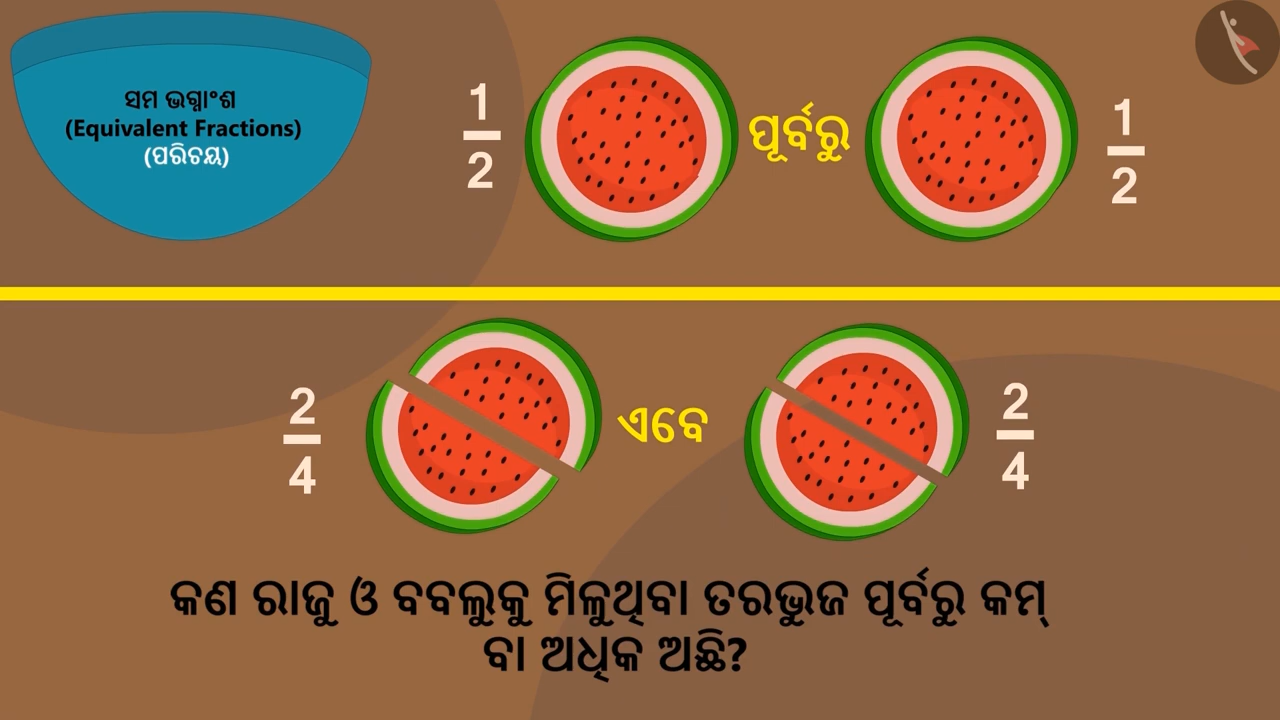 ସମ ଭଗ୍ନାଂଶ
(Equivalent Fractions)
(ପରିଚୟ)
1/2
ପୂର୍ବରୁ
1/2
2/4
ଏବେ
2/4
କଣ ରାଜୁ ଓ ବବଲୁକୁ ମିଳୁଥିବା ତରଭୁଜ ପୂର୍ବରୁ କମ୍
ବା ଅଧିକ ଅଛି?